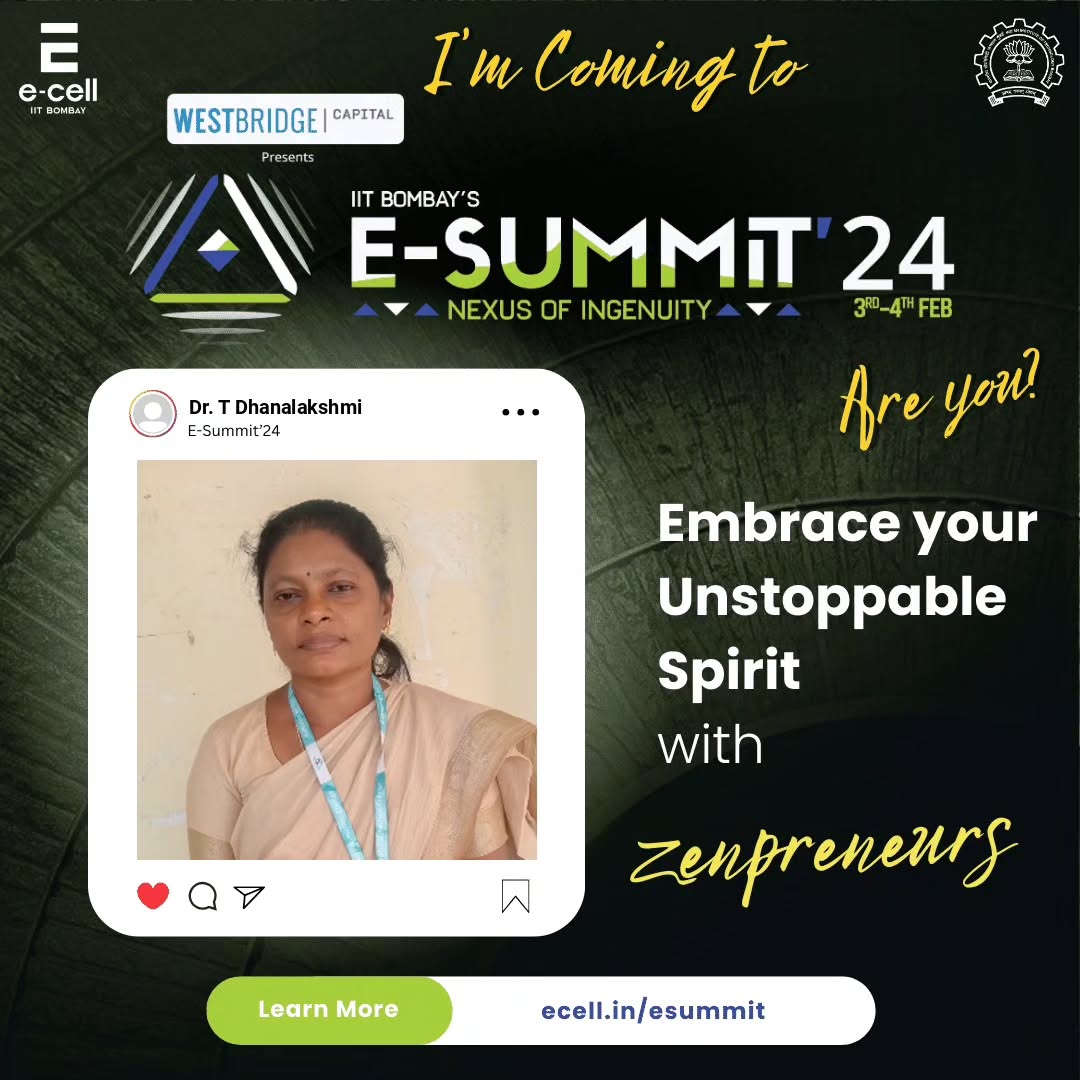 e-cell
IIT BOMBAY
I'm Coming to
WESTBRIDGE | CAPITAL
Presents
IIT BOMBAY'S
E-SUMMiT'24
NEXUS OF INGENUITY
3RD-4TH FEB
Are you?
Dr. T Dhanalakshmi
E-Summit'24
Embrace your
Unstoppable
Spirit
with
zenpreneurs
Learn More
ecell.in/esummit